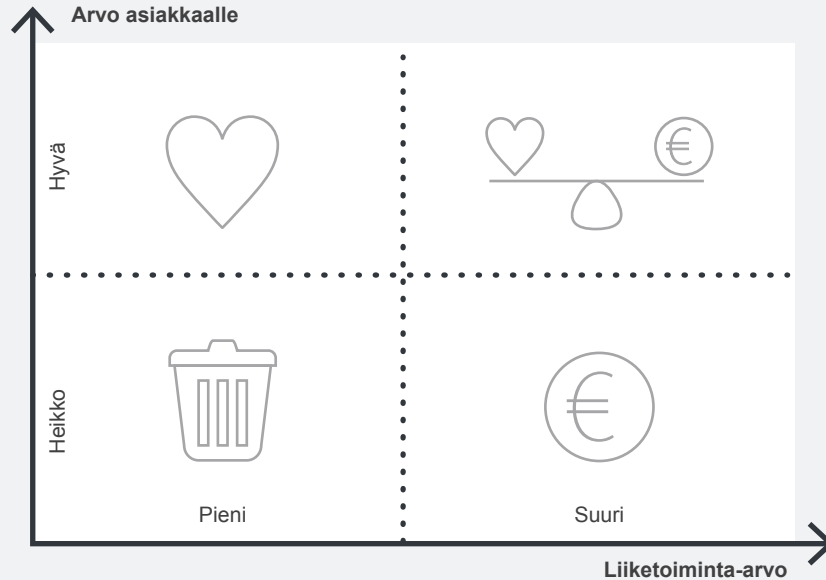 Arvo asiakkaalle
Hyvä
Heikko
Pieni
Suuri
Liiketoiminta-arvo